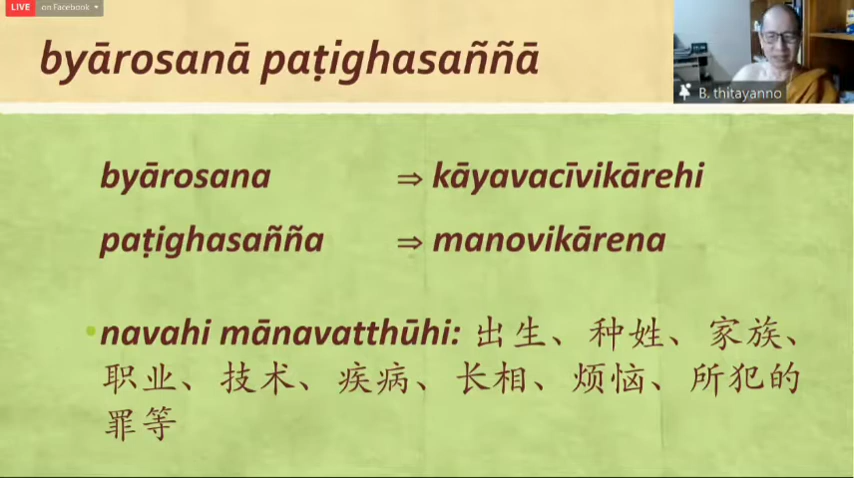 LIVE on Facebook
byārosanā paṭighasaññā
B. thitayanno
byārosana ⇒ kāyavacīvikārehi
paṭighasañña ⇒ manovikārena
•navahi mānavatthūhi: 出生、种姓、家族、
职业、技术、疾病、长相、烦恼、所犯的
罪等